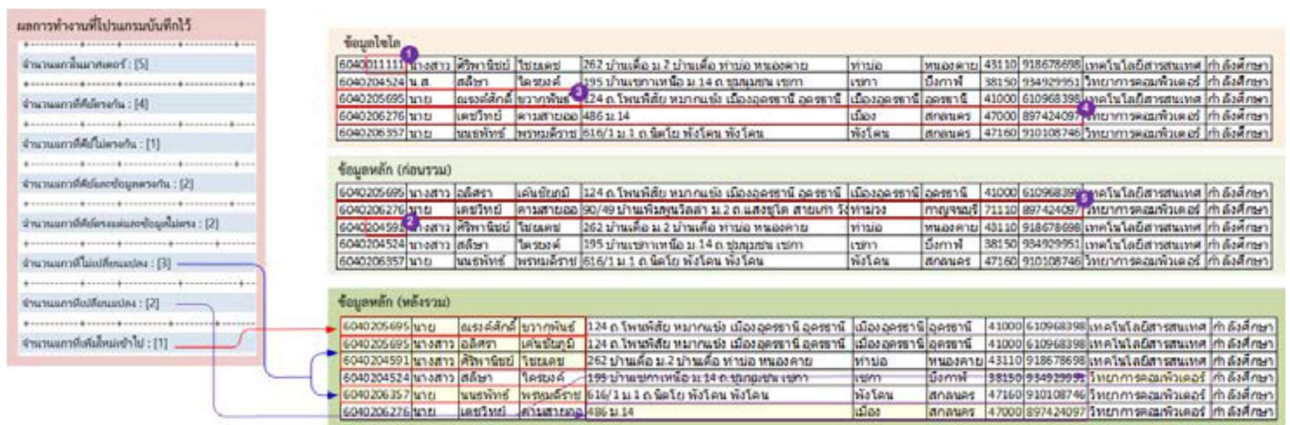 ผลการทำงานที่โปรแกรมบันทึกไว้
จำนวนแถวในมาสเตอร์ : [5]
จำนวนแถวที่คีย์ตรงกัน : [4]
จำนวนแถวที่คีย์ไม่ตรงกัน : [1]
จำนวนแถวที่คีย์และข้อมูลตรงกัน : [2]
จำนวนแถวที่คีย์ตรงแต่และข้อมูลไม่ตรง : [2]
จำนวนแถวที่ไม่เปลี่ยนแปลง : [3]
จำนวนแถวที่เปลี่ยนแปลง : [2]
จำนวนแถวที่เพิ่มใหม่เข้าไป : [1]
ข้อมูลไซโล
1
6040011111 นางสาว ศิริพานิชย์ ไชยเดช 262 บ้านเดื่อ ม.2 บ้านเดื่อ ท่าบ่อ หนองคาย ท่าบ่อ หนองคาย 43110 918678698 เทคโนโลยีสารสนเทศ กำลังศึกษา
6040204524 น.ส. สลิษา ใครบงค์ 195 บ้านเซกาเหนือ ม.14 ถ.ชุมนุมชน เซกา เซกา บึงกาฬ 38150 934929951 วิทยาการคอมพิวเตอร์ กำลังศึกษา
3
6040205695 นาย ณรงค์ศักดิ์ ขวากุพันธ์ 124 ถ.โพนพิสัย หมากแข้ง เมืองอุดรธานี อุดรธานี เมืองอุดรธานี อุดรธานี 41000 610968398 เทคโนโลยีสารสนเทศ กำลังศึกษา
4
6040206276 นาย เดชวิทย์ ดามสายออ 486 ม.14 เมือง สกลนคร 47000 897424097 วิทยาการคอมพิวเตอร์ กำลังศึกษา
6040206357 นาย นนธพัทธ์ พรหมดีราช 616/1 ม.1 ถ.นิตโย พังโคน พังโคน พังโคน สกลนคร 47160 910108746 วิทยาการคอมพิวเตอร์ กำลังศึกษา
ข้อมูลหลัก (ก่อนรวม)
6040205695 นางสาว อลิศรา เค้นชัยภูมิ 124 ถ.โพนพิสัย หมากแข้ง เมืองอุดรธานี อุดรธานี เมืองอุดรธานี อุดรธานี 41000 610968398 เทคโนโลยีสารสนเทศ กำลังศึกษา
5
6040206276 นาย เดชวิทย์ ดามสายออ 90/49 บ้านพิมพูนวิลล่า ม.2 ถ.แสงชูโต สายเก่า ท่าม่วง กาญจนบุรี 71110 897424097 วิทยาการคอมพิวเตอร์ กำลังศึกษา
2
6040204591 นางสาว ศิริพานิชย์ ไชยเดช 262 บ้านเดื่อ ม.2 บ้านเดื่อ ท่าบ่อ หนองคาย ท่าบ่อ หนองคาย 43110 918678698 เทคโนโลยีสารสนเทศ กำลังศึกษา
6040204524 นางสาว สลิษา ใครบงค์ 195 บ้านเซกาเหนือ ม.14 ถ.ชุมนุมชน เซกา เซกา บึงกาฬ 38150 934929951 วิทยาการคอมพิวเตอร์ กำลังศึกษา
6040206357 นาย นนธพัทธ์ พรหมดีราช 616/1 ม.1 ถ.นิตโย พังโคน พังโคน พังโคน สกลนคร 47160 910108746 วิทยาการคอมพิวเตอร์ กำลังศึกษา
ข้อมูลหลัก (หลังรวม)
6040205695 นาย ณรงค์ศักดิ์ ขวากุพันธ์ 124 ถ.โพนพิสัย หมากแข้ง เมืองอุดรธานี อุดรธานี เมืองอุดรธานี อุดรธานี 41000 610968398 เทคโนโลยีสารสนเทศ กำลังศึกษา
6040205695 นางสาว อลิศรา เค้นชัยภูมิ 124 ถ.โพนพิสัย หมากแข้ง เมืองอุดรธานี อุดรธานี เมืองอุดรธานี อุดรธานี 41000 610968398 เทคโนโลยีสารสนเทศ กำลังศึกษา
6040204591 นางสาว ศิริพานิชย์ ไชยเดช 262 บ้านเดื่อ ม.2 บ้านเดื่อ ท่าบ่อ หนองคาย ท่าบ่อ หนองคาย 43110 918678698 เทคโนโลยีสารสนเทศ กำลังศึกษา
6040204524 นางสาว สลิษา ใครบงค์ 195 บ้านเซกาเหนือ ม.14 ถ.ชุมนุมชน เซกา เซกา บึงกาฬ 38150 934929951 วิทยาการคอมพิวเตอร์ กำลังศึกษา
6040206357 นาย นนธพัทธ์ พรหมดีราช 616/1 ม.1 ถ.นิตโย พังโคน พังโคน พังโคน สกลนคร 47160 910108746 วิทยาการคอมพิวเตอร์ กำลังศึกษา
6040206276 นาย เดชวิทย์ ดามสายออ 486 ม.14 เมือง สกลนคร 47000 897424097 วิทยาการคอมพิวเตอร์ กำลังศึกษา